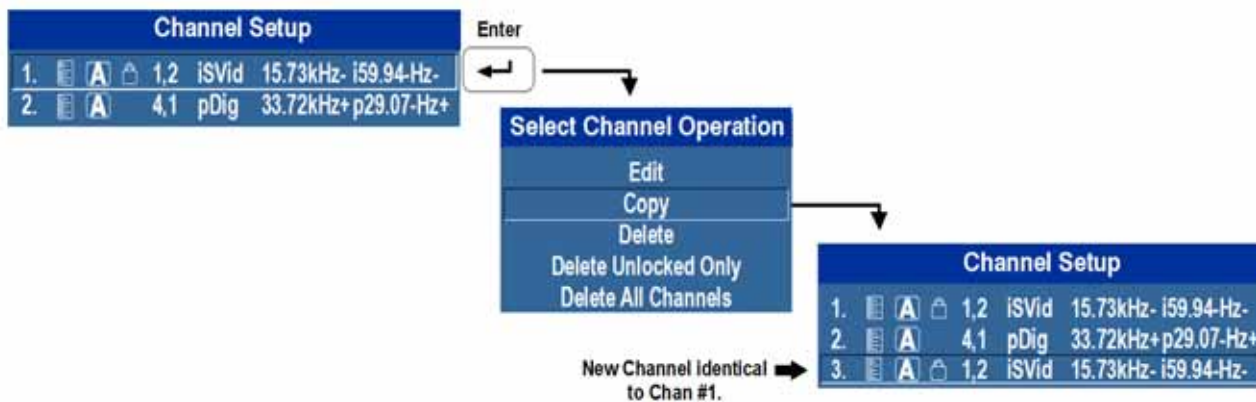 Channel Setup
1. A 1,2 iSVid 15.73kHz- i59.94-Hz-
2. A 4,1 pDig 33.72kHz+ p29.07-Hz+
Enter
Select Channel Operation
Edit
Copy
Delete
Delete Unlocked Only
Delete All Channels
Channel Setup
1. A 1,2 iSVid 15.73kHz- i59.94-Hz-
2. A 4,1 pDig 33.72kHz+ p29.07-Hz+
3. A 1,2 iSVid 15.73kHz- i59.94-Hz-
New Channel identical
to Chan #1.